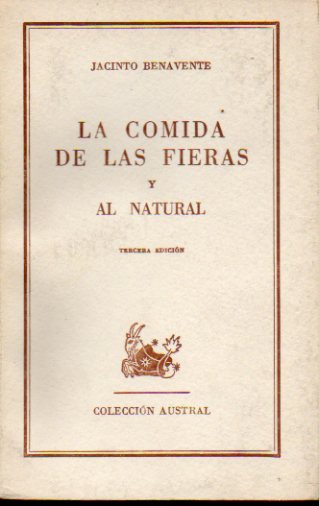 JACINTO BENAVENTE
LA COMIDA
DE LAS FIERAS
Y
AL NATURAL
TERCERA EDICIÓN
COLECCIÓN AUSTRAL